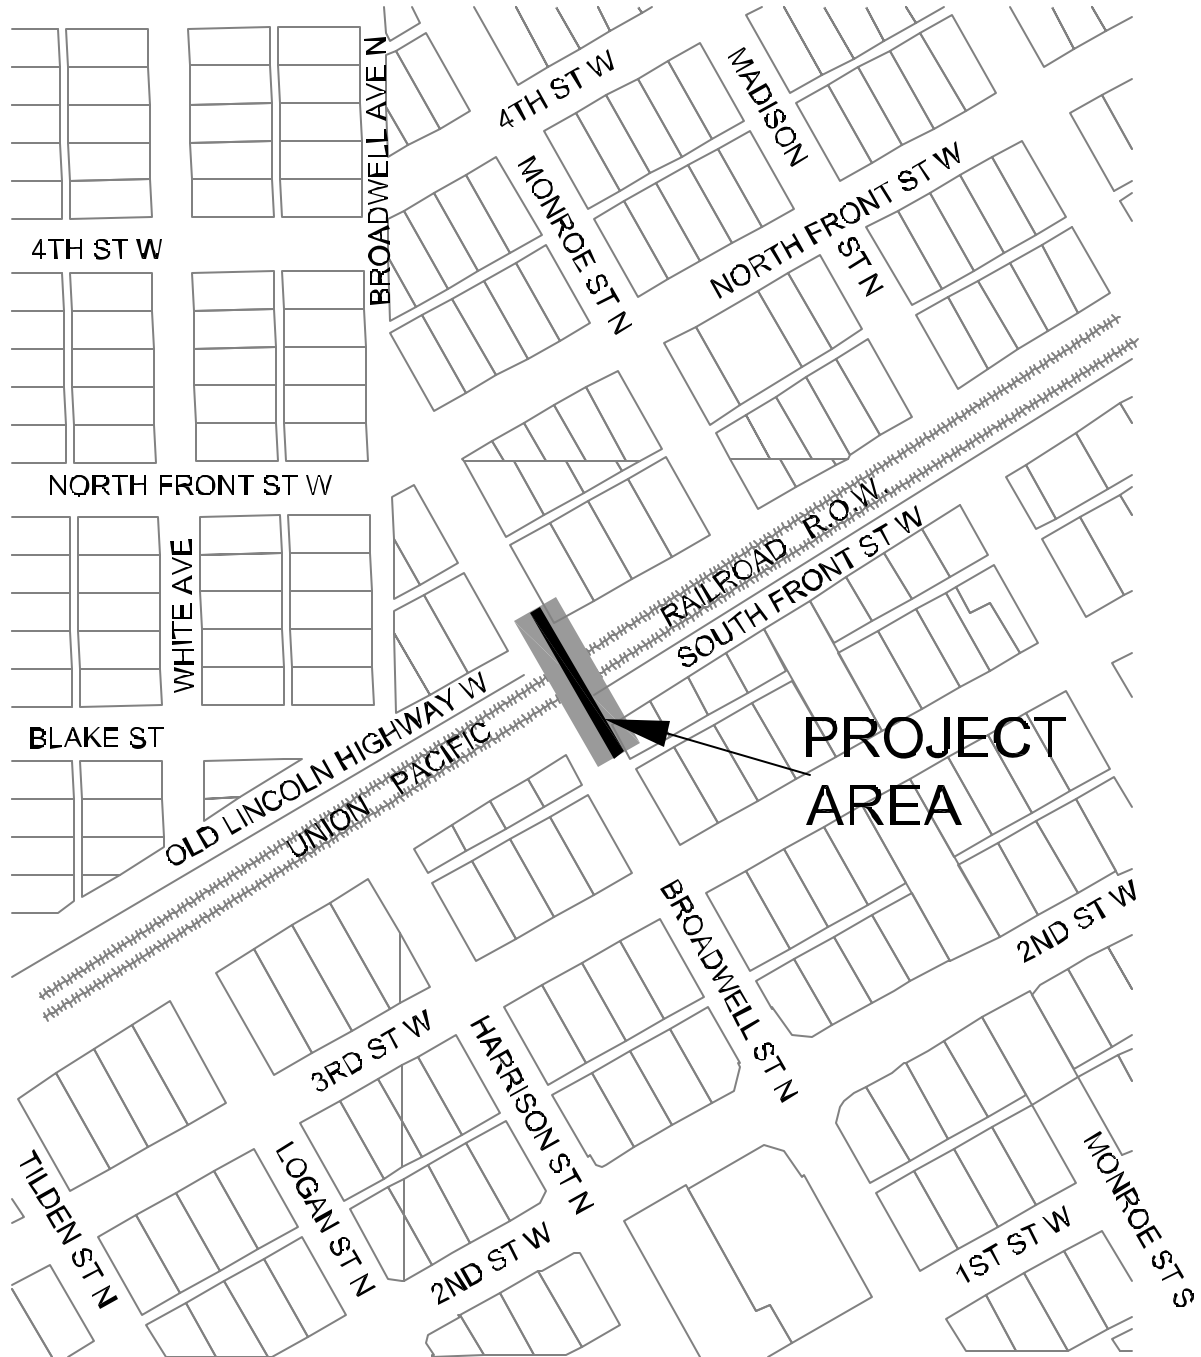 BROADWELL AVE N
4TH ST W
MADISON
ST N
MONROE ST N
NORTH FRONT ST W
4TH ST W
NORTH FRONT ST W
WHITE AVE
RAILROAD R.O.W.
SOUTH FRONT ST W
BLAKE ST
OLD LINCOLN HIGHWAY W
UNION PACIFIC
PROJECT
AREA
BROADWELL ST N
2ND ST W
3RD ST W
HARRISON ST N
TILDEN ST N
LOGAN ST N
2ND ST W
1ST ST W
MONROE ST S